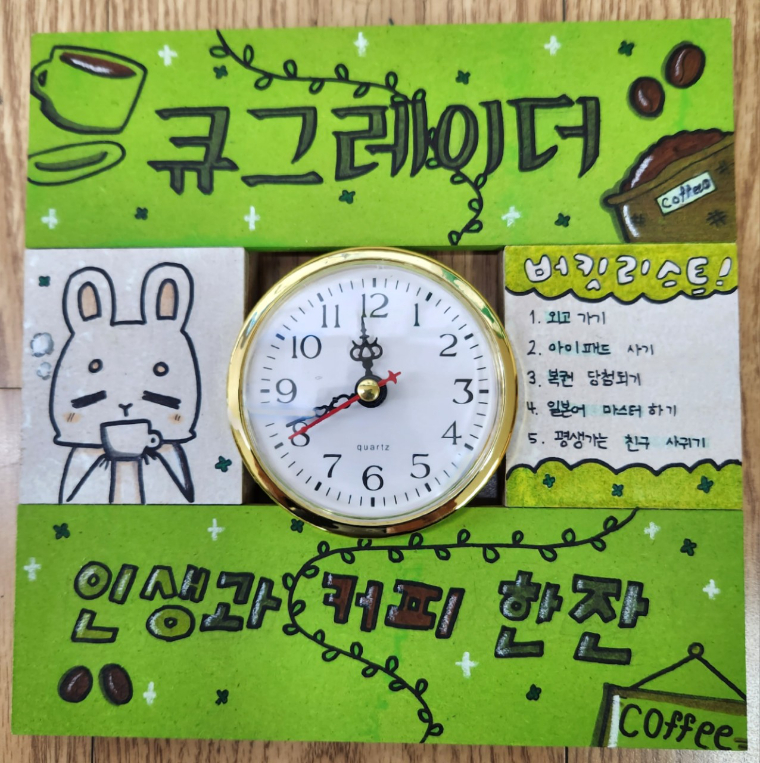 큐그레이더
coffee
버킷리스트!
1. 외고 가기
2. 아이패드 사기
3. 복권 당첨되기
4. 일본어 마스터 하기
5. 평생가는 친구 사귀기
12
11
1
10
2
9
3
8
4
7
5
6
quartz
인생과 커피 한잔
Coffee